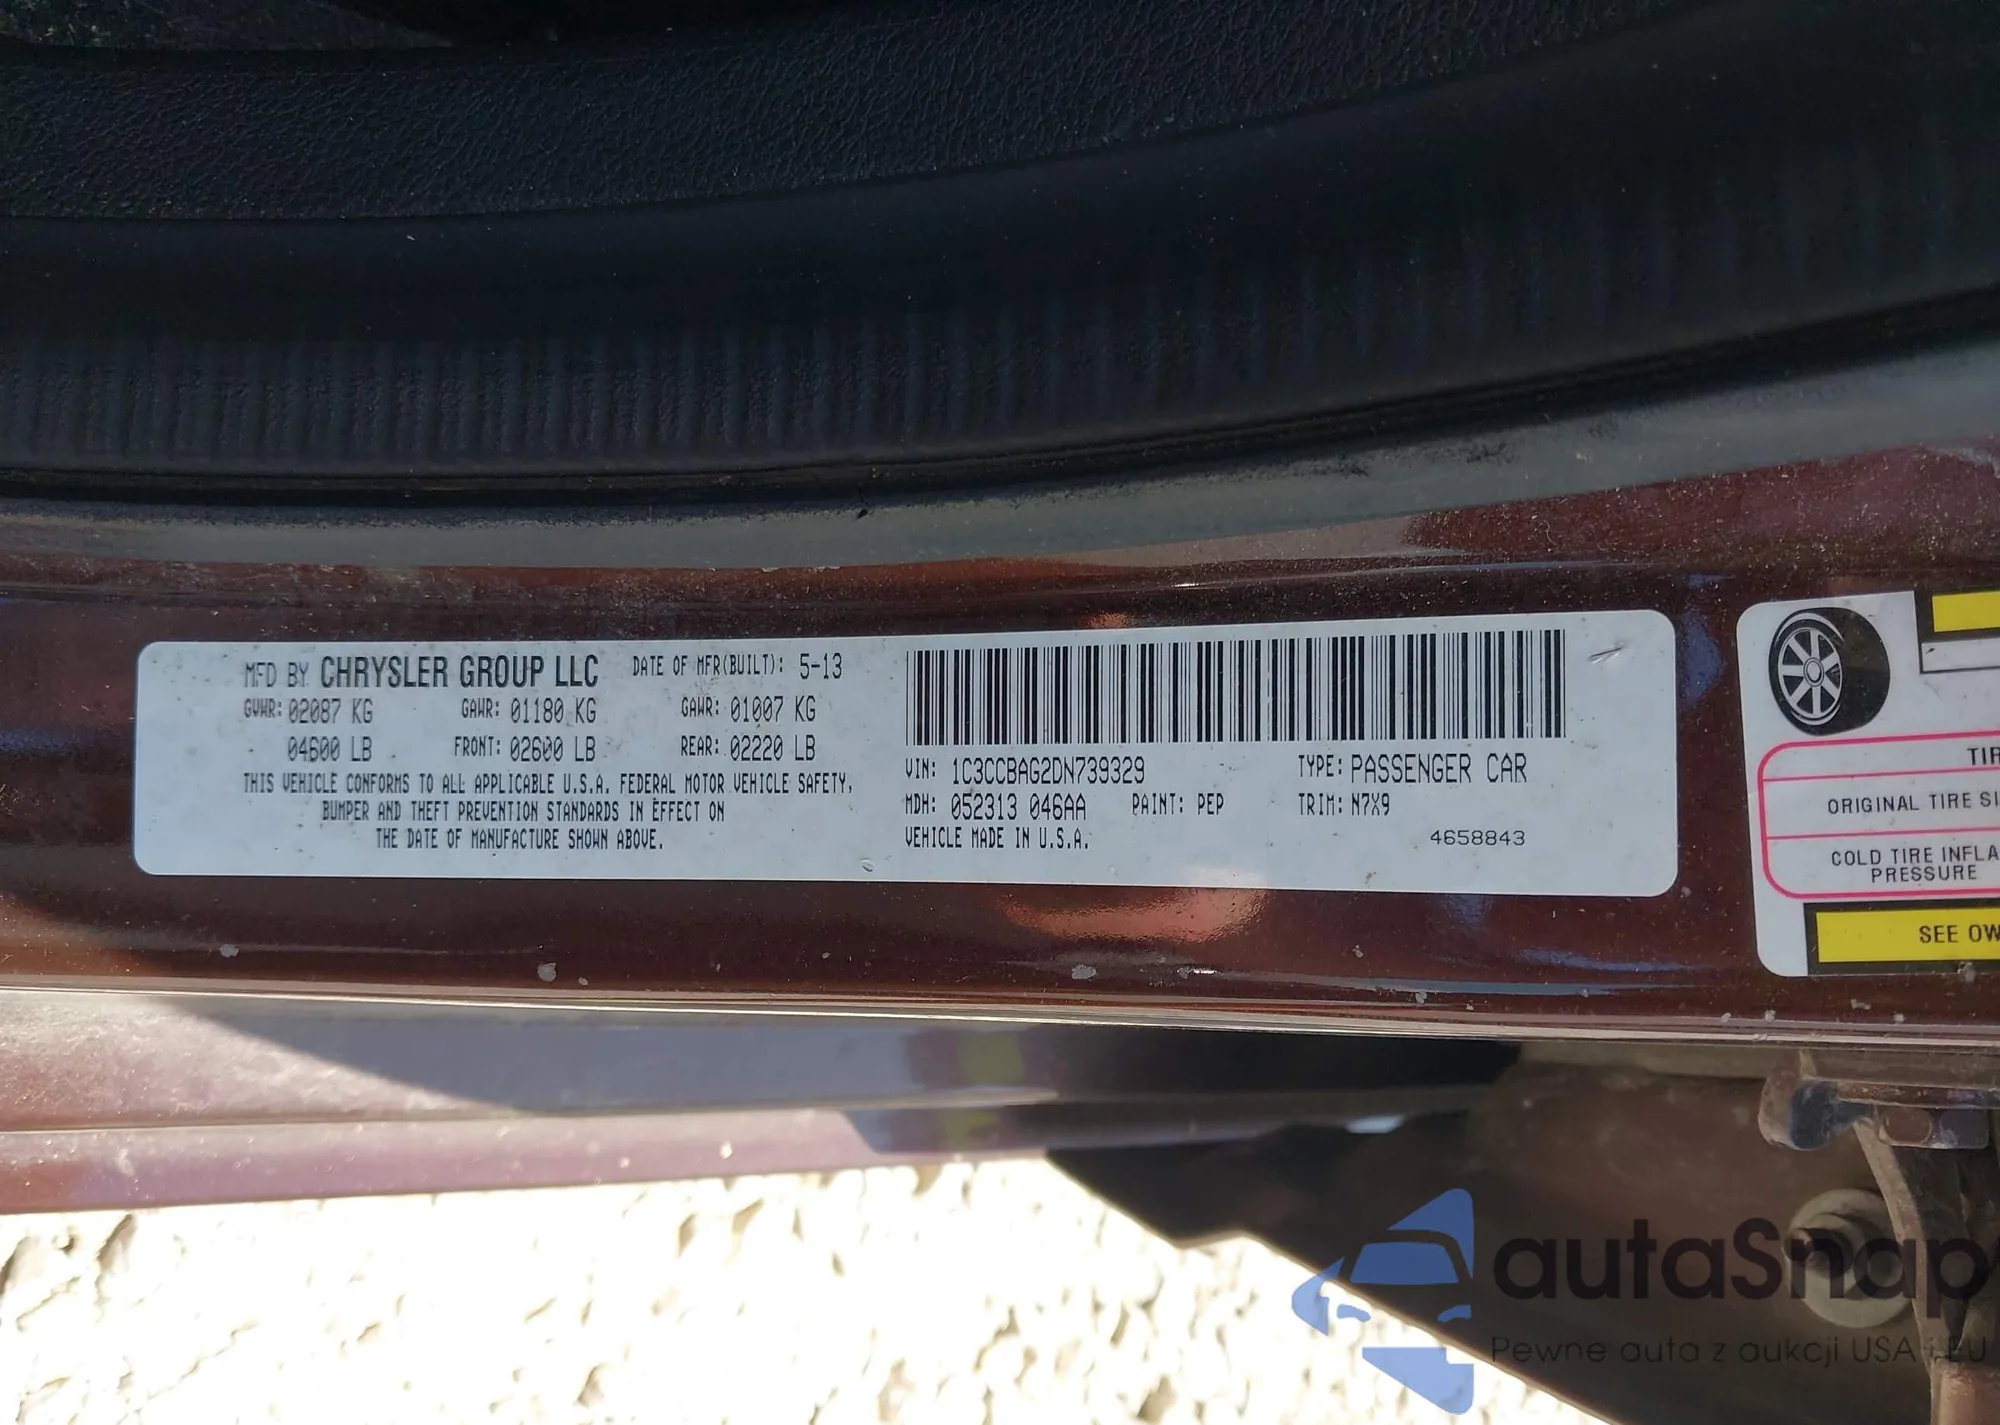 MFD BY CHRYSLER GROUP LLC DATE OF MFR(BUILT): 5-13
GVWR: 02087 KG GAWR: 01180 KG GAWR: 01007 KG
04600 LB FRONT: 02600 LB REAR: 02220 LB
THIS VEHICLE CONFORMS TO ALL APPLICABLE U.S.A. FEDERAL MOTOR VEHICLE SAFETY,
BUMPER AND THEFT PREVENTION STANDARDS IN EFFECT ON
THE DATE OF MANUFACTURE SHOWN ABOVE.
VIN: 1C3CCBAG2DN739329 TYPE: PASSENGER CAR
MDH: 052313 046AA PAINT: PEP TRIM: N7X9
VEHICLE MADE IN U.S.A. 4658843
TIR
ORIGINAL TIRE SI
COLD TIRE INFLA
PRESSURE
SEE OW
autaSnap
Pewne auta z aukcji USA i EU